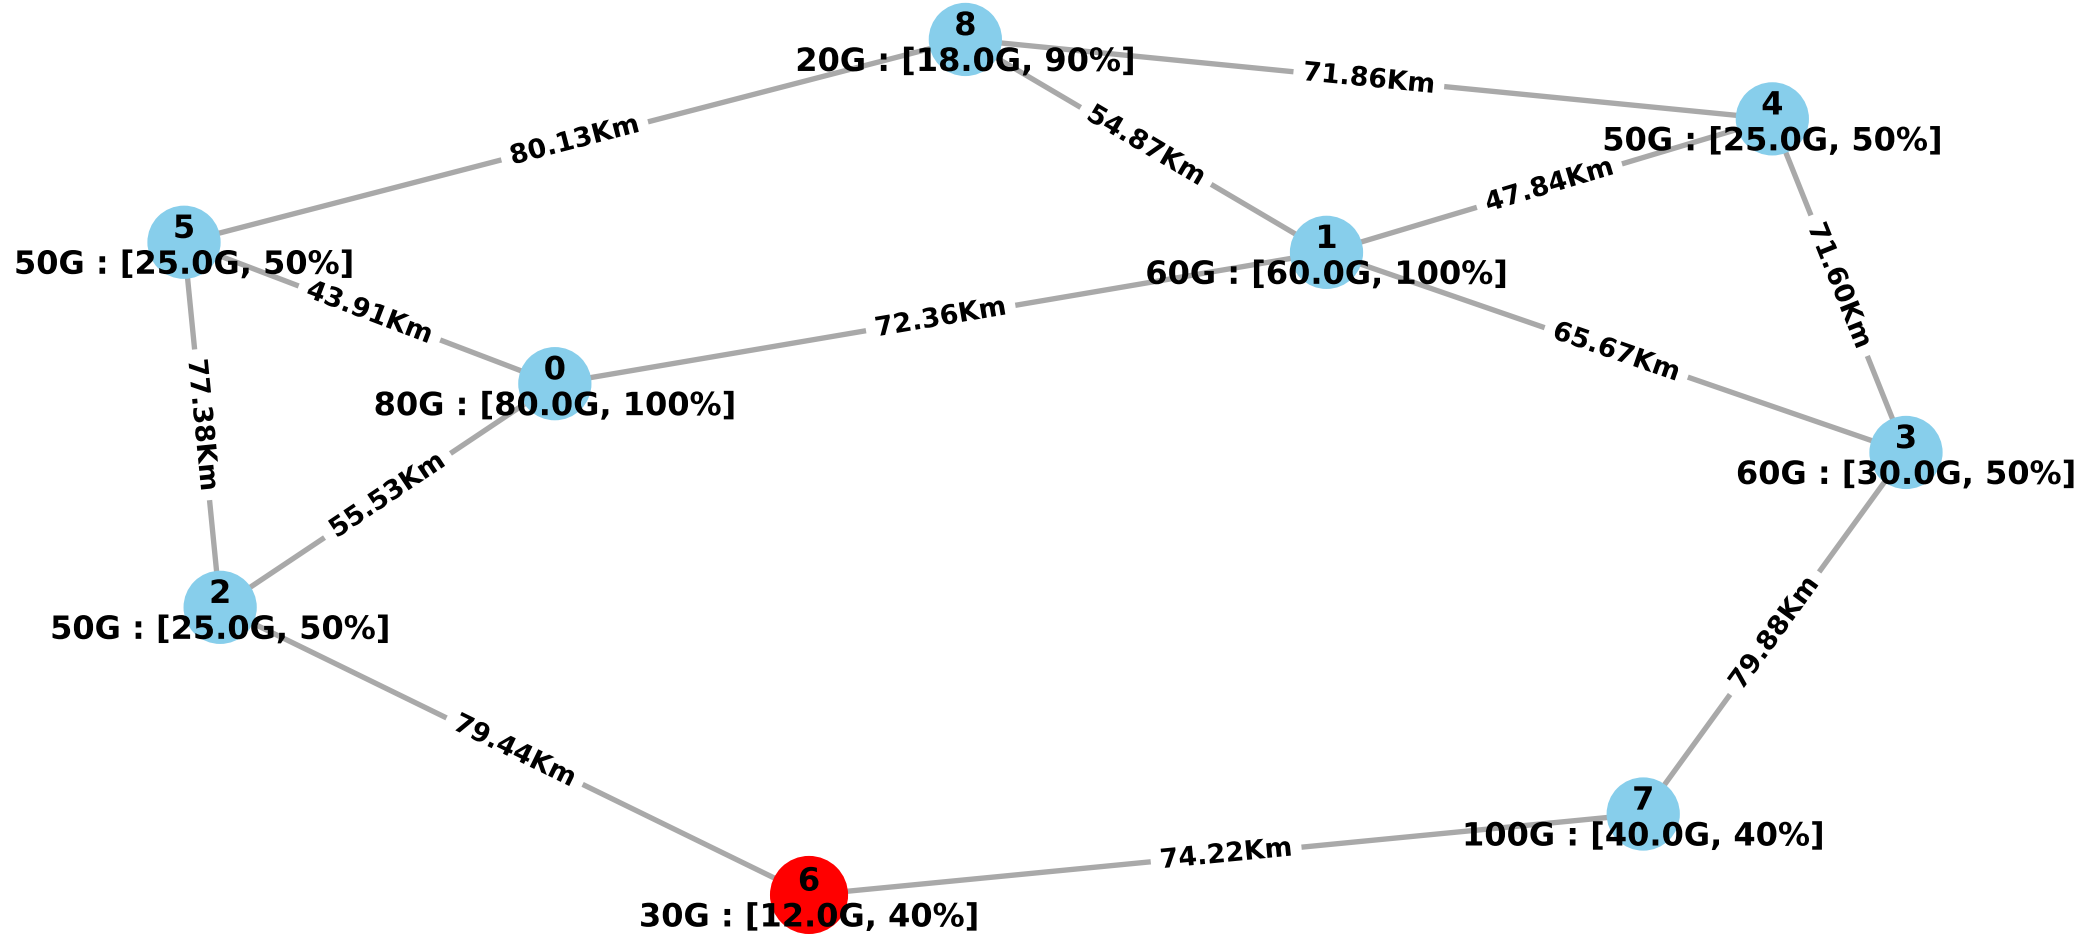 8
20G : [18.0G, 90%]
71.86Km
4
50G : [25.0G, 50%]
80.13Km
54.87Km
47.84Km
5
50G : [25.0G, 50%]
1
60G : [60.0G, 100%]
71.60Km
43.91Km
72.36Km
65.67Km
0
80G : [80.0G, 100%]
77.38Km
3
60G : [30.0G, 50%]
55.53Km
2
50G : [25.0G, 50%]
79.88Km
79.44Km
7
100G : [40.0G, 40%]
74.22Km
6
30G : [12.0G, 40%]